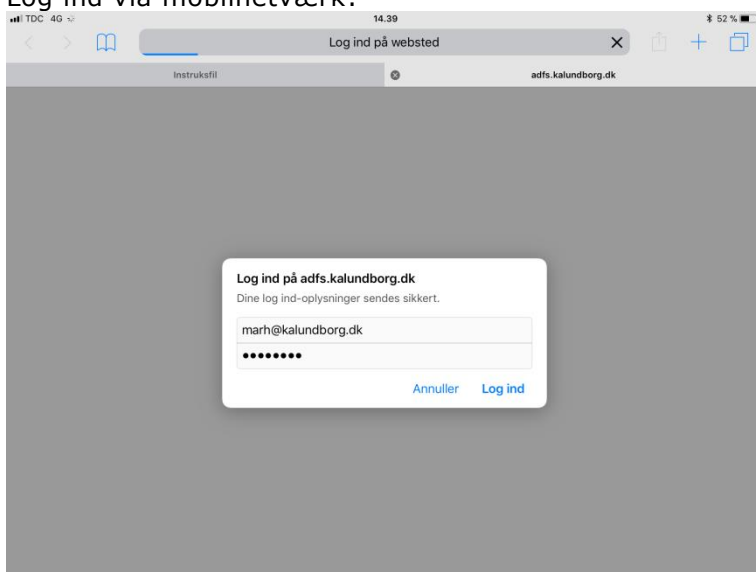 Log ind via mobilnetværk:
TDC 4G 14.39 52 %
Log ind på websted
Instruksfil adfs.kalundborg.dk
Log ind på adfs.kalundborg.dk
Dine log ind-oplysninger sendes sikkert.
marh@kalundborg.dk
••••••••
Annuller Log ind